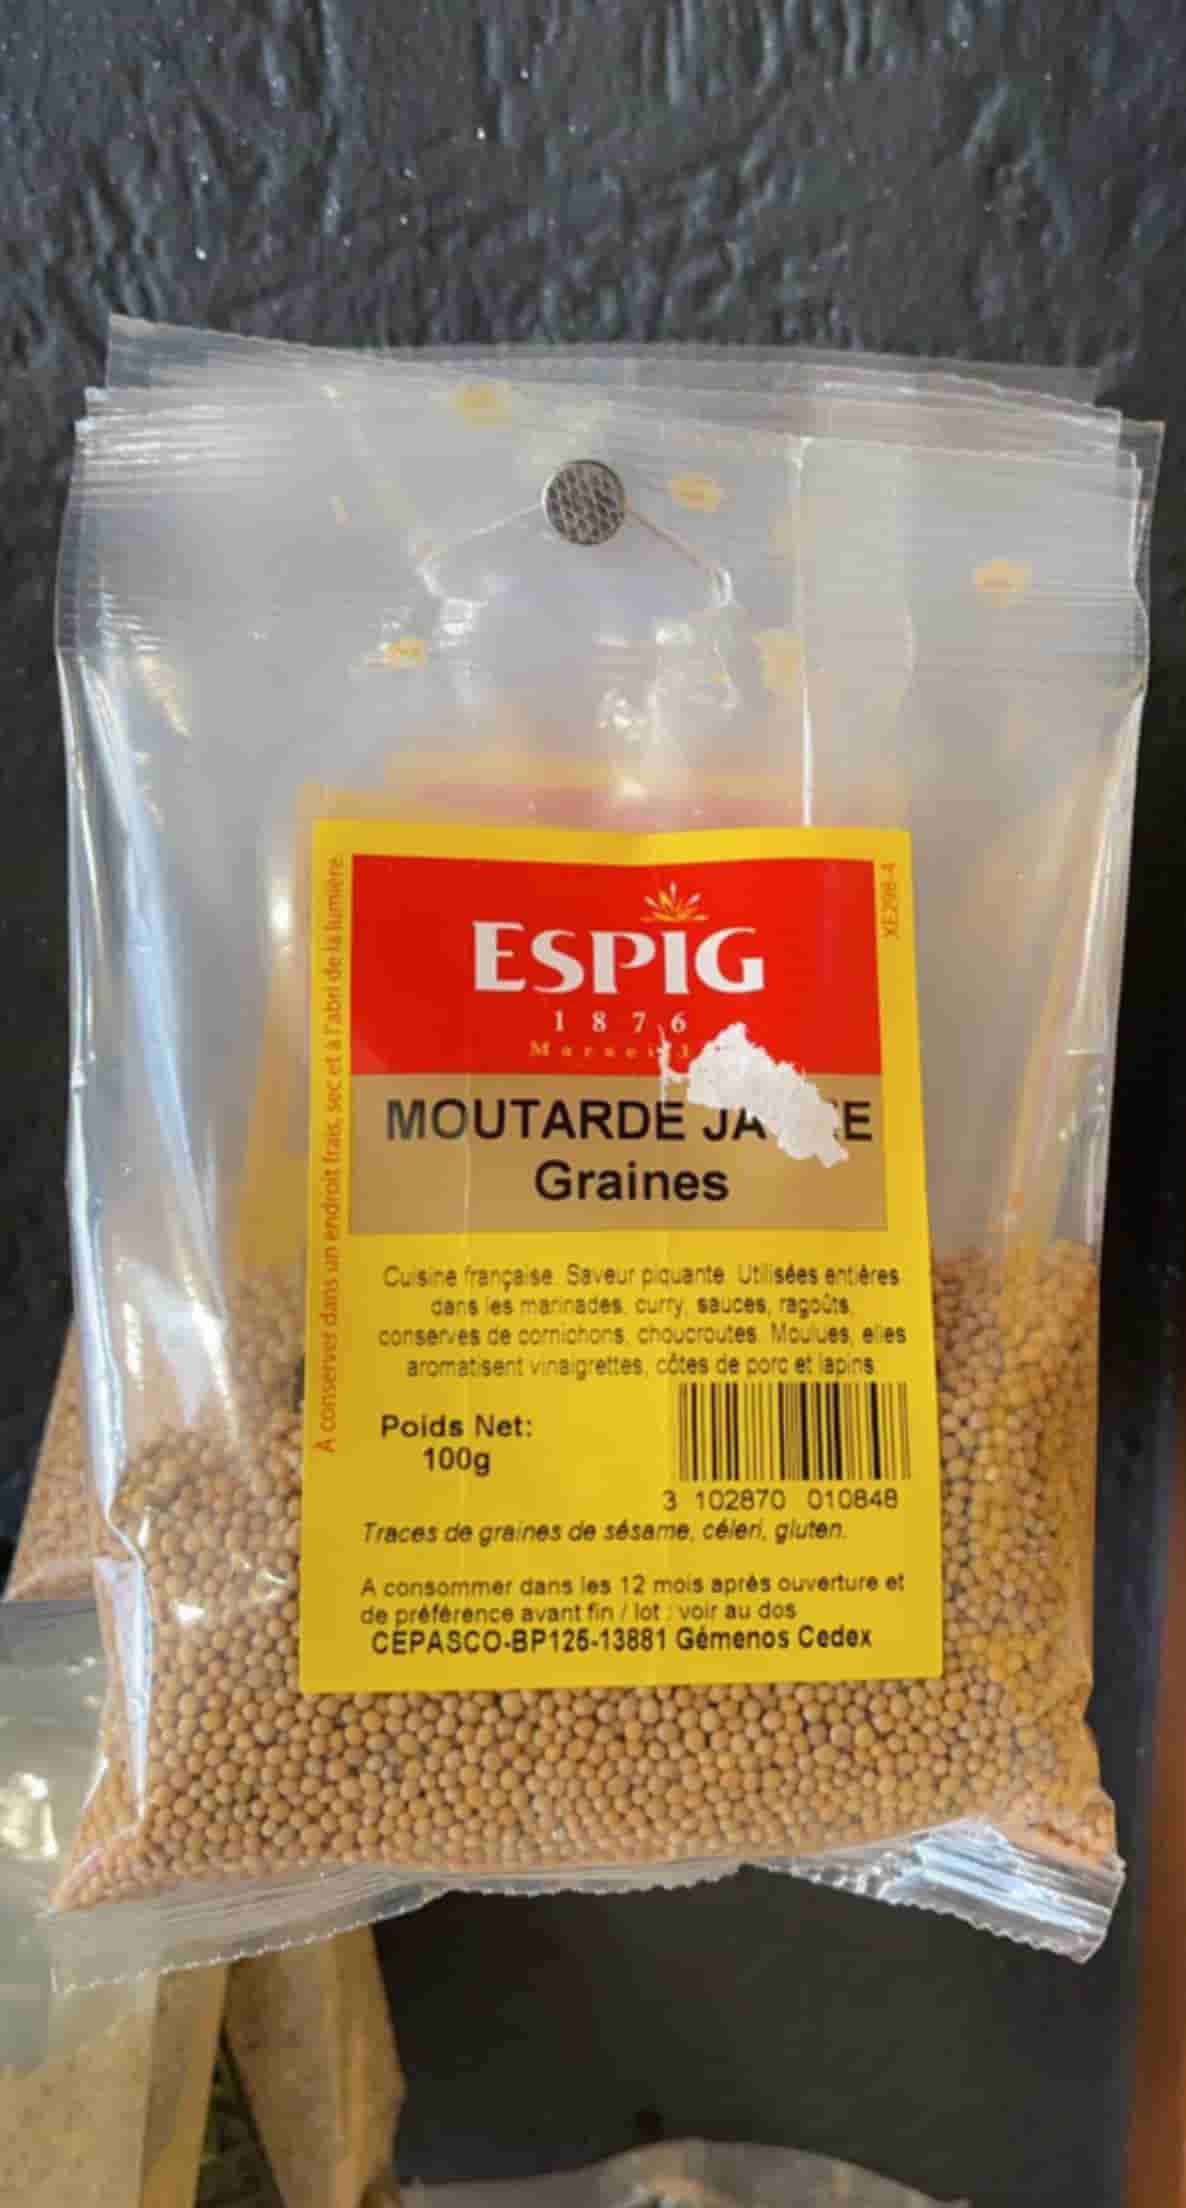 ESPIG
1876
MOUTARDE
Graines
Cuisine française. Saveur piquante. Utilisées entières
dans les marinades, curry, sauces, ragoûts,
conserves de cornichons, choucroutes. Moulues, elles
aromatisent vinaigrettes, côtes de porc et lapins.
Poids Net:
100g
3 102870 010848
Traces de graines de sésame, céleri, gluten.
A consommer dans les 12 mois après ouverture et
de préférence avant fin / lot : voir au dos
CEPASCO-BP125-13881 Gémenos Cedex
A conserver dans un endroit frais, sec et à l'abri de la lumière
XE298-4